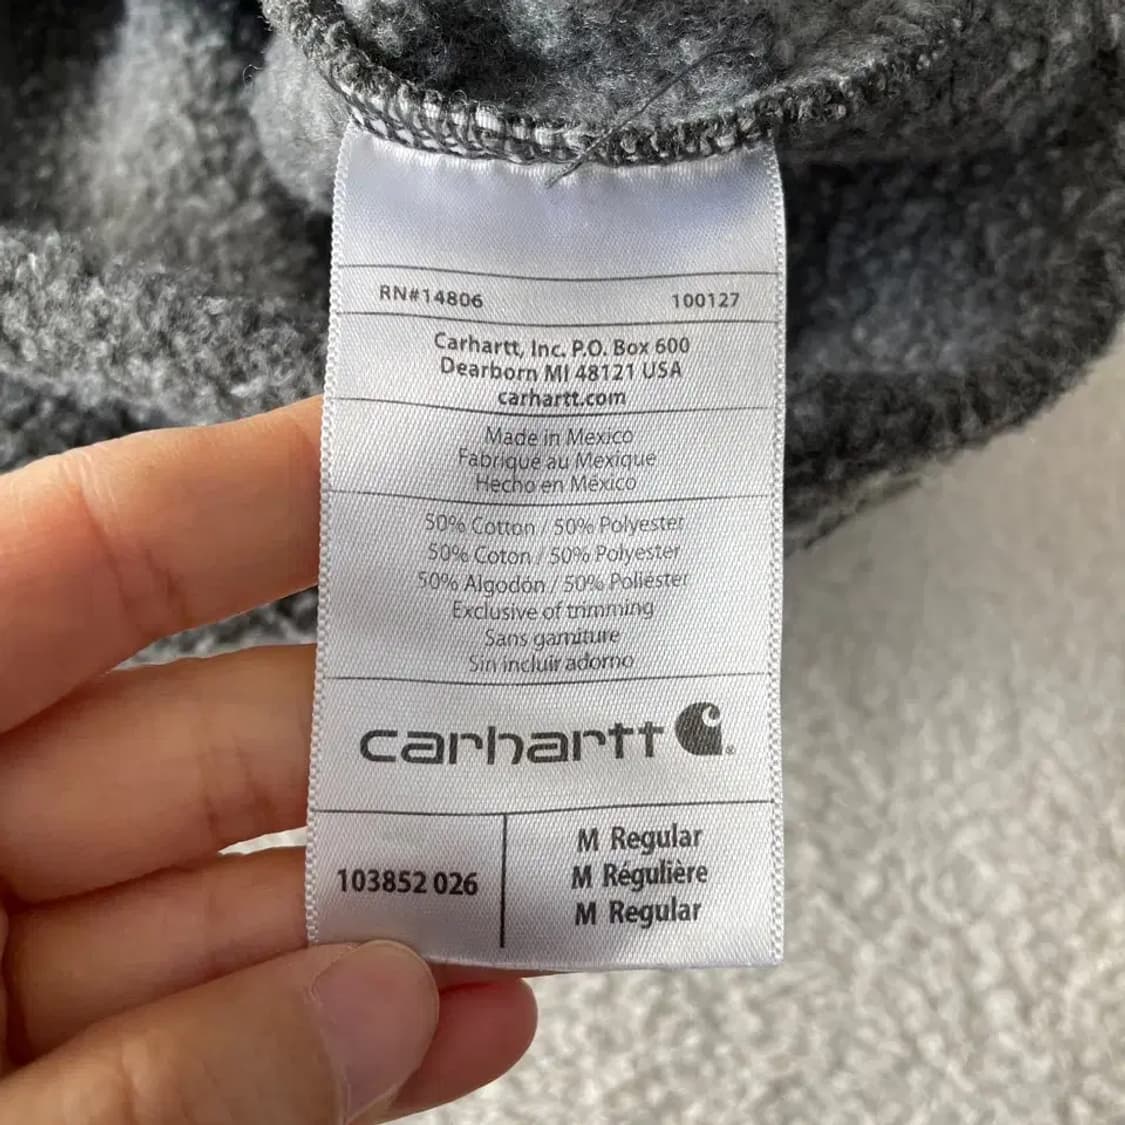 RN#14806 100127
Carhartt, Inc. P.O. Box 600
Dearborn MI 48121 USA
carhartt.com
Made in Mexico
Fabriqué au Mexique
Hecho en México
50% Cotton / 50% Polyester
50% Coton / 50% Polyester
50% Algodón / 50% Poliéster
Exclusive of trimming
Sans garniture
Sin incluir adorno
carhartt
103852 026
M Regular
M Régulière
M Regular